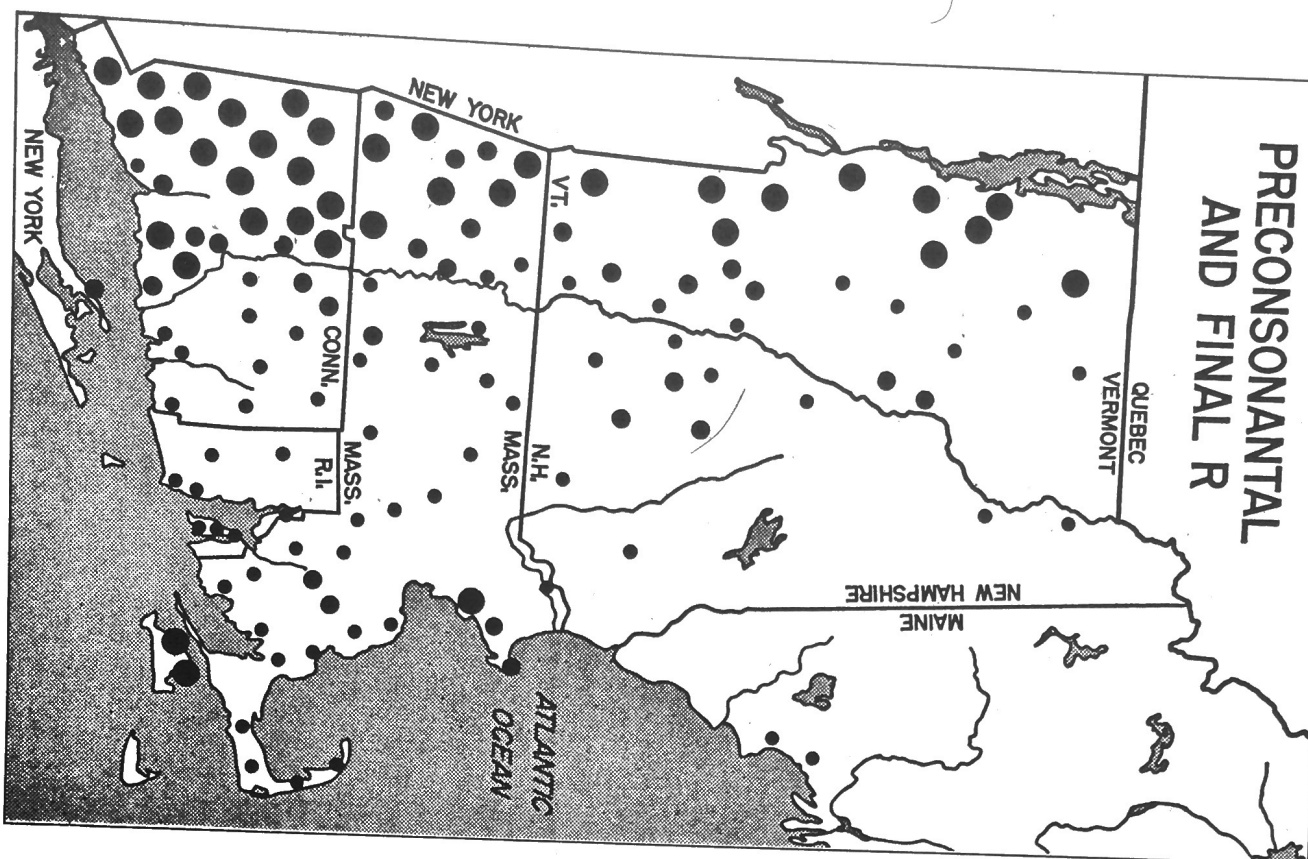 PRECONSONANTAL
AND FINAL R
QUEBEC
VERMONT
NEW YORK
NEW HAMPSHIRE
MAINE
VT.
N.H.
MASS.
ATLANTIC
OCEAN
MASS.
CONN.
R.I.
NEW YORK